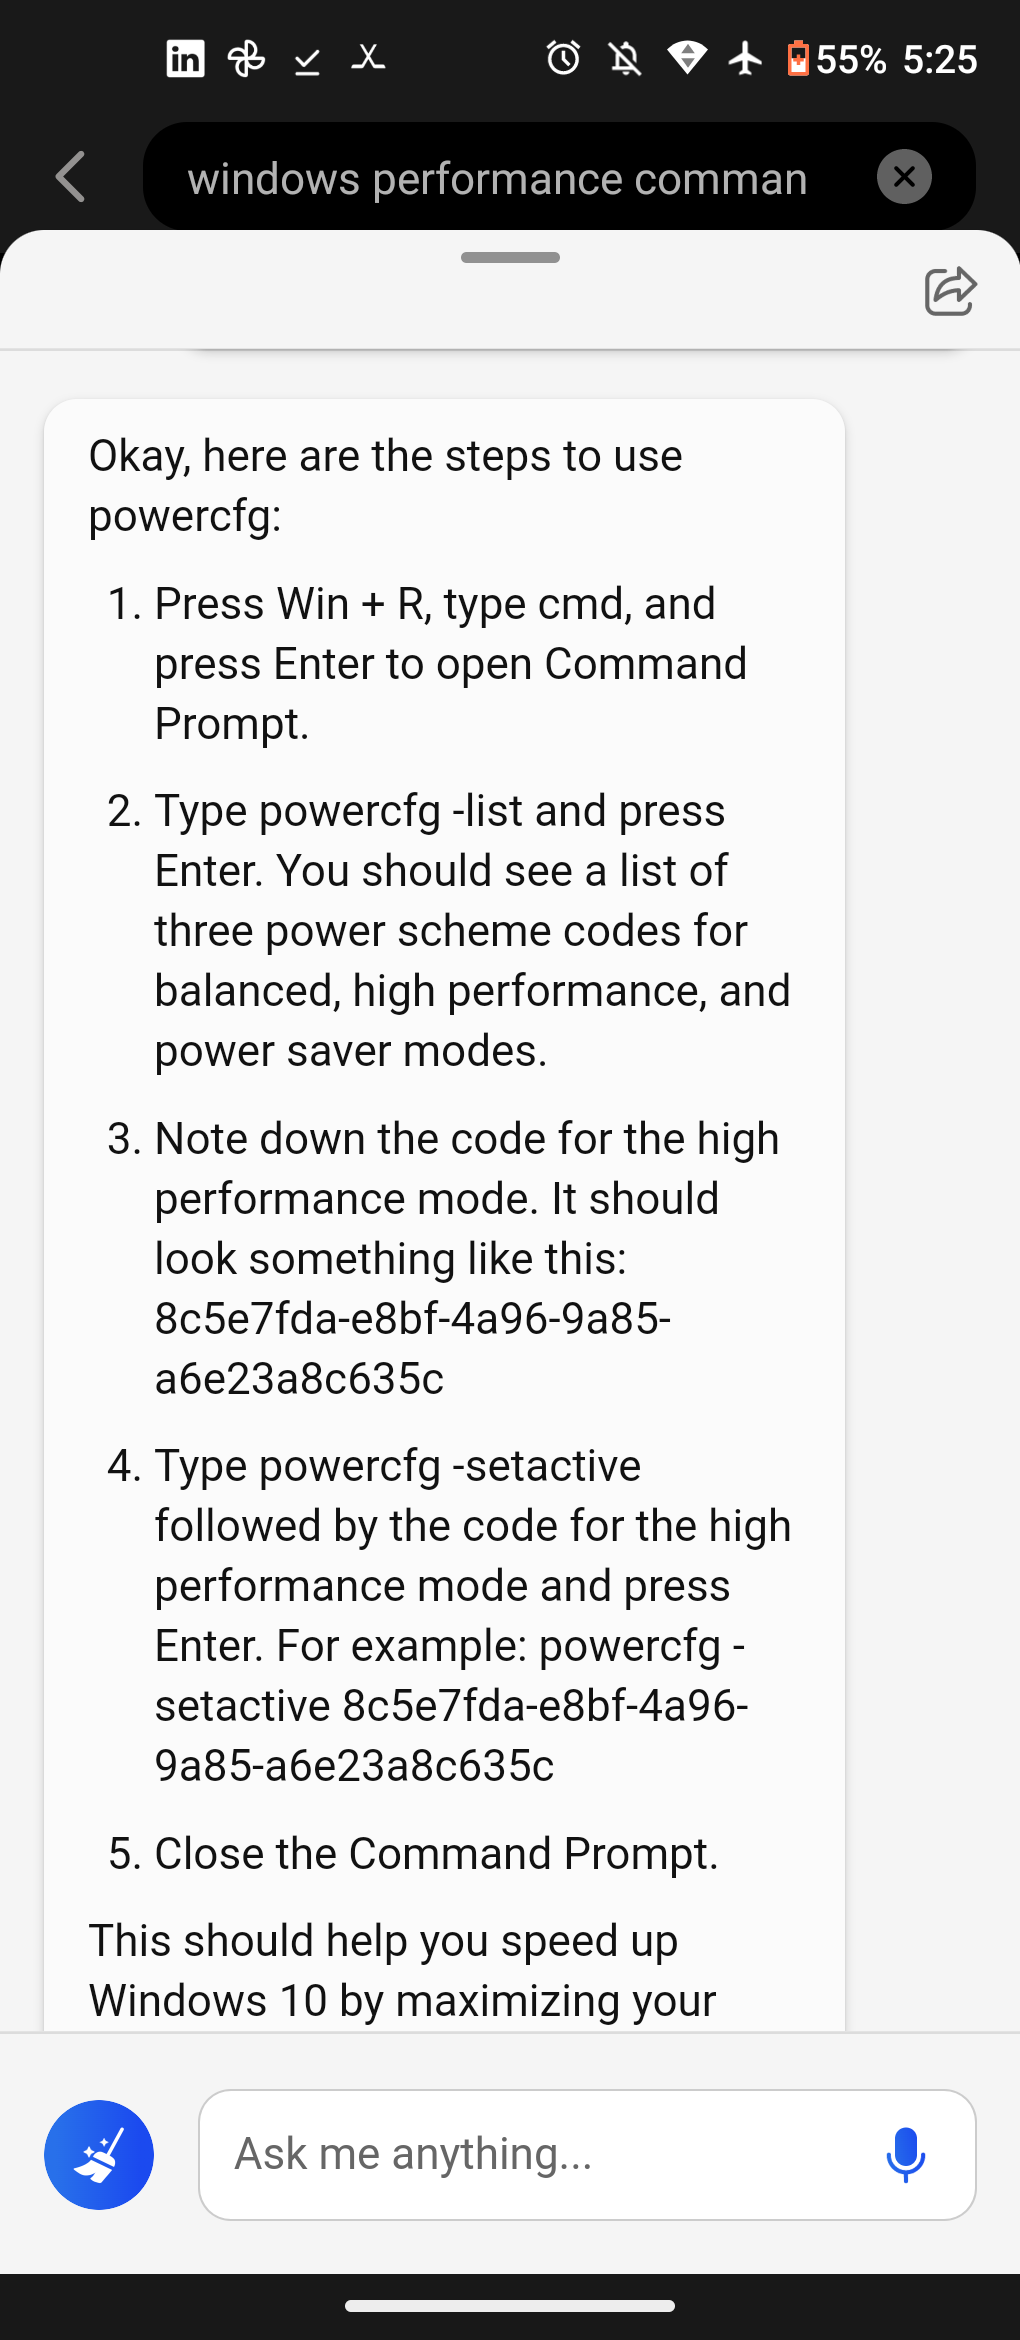 in
55% 5:25
windows performance comman
Okay, here are the steps to use
powercfg:
1. Press Win + R, type cmd, and
press Enter to open Command
Prompt.
2. Type powercfg -list and press
Enter. You should see a list of
three power scheme codes for
balanced, high performance, and
power saver modes.
3. Note down the code for the high
performance mode. It should
look something like this:
8c5e7fda-e8bf-4a96-9a85-
a6e23a8c635c
4. Type powercfg -setactive
followed by the code for the high
performance mode and press
Enter. For example: powercfg -
setactive 8c5e7fda-e8bf-4a96-
9a85-a6e23a8c635c
5. Close the Command Prompt.
This should help you speed up
Windows 10 by maximizing your
Ask me anything...